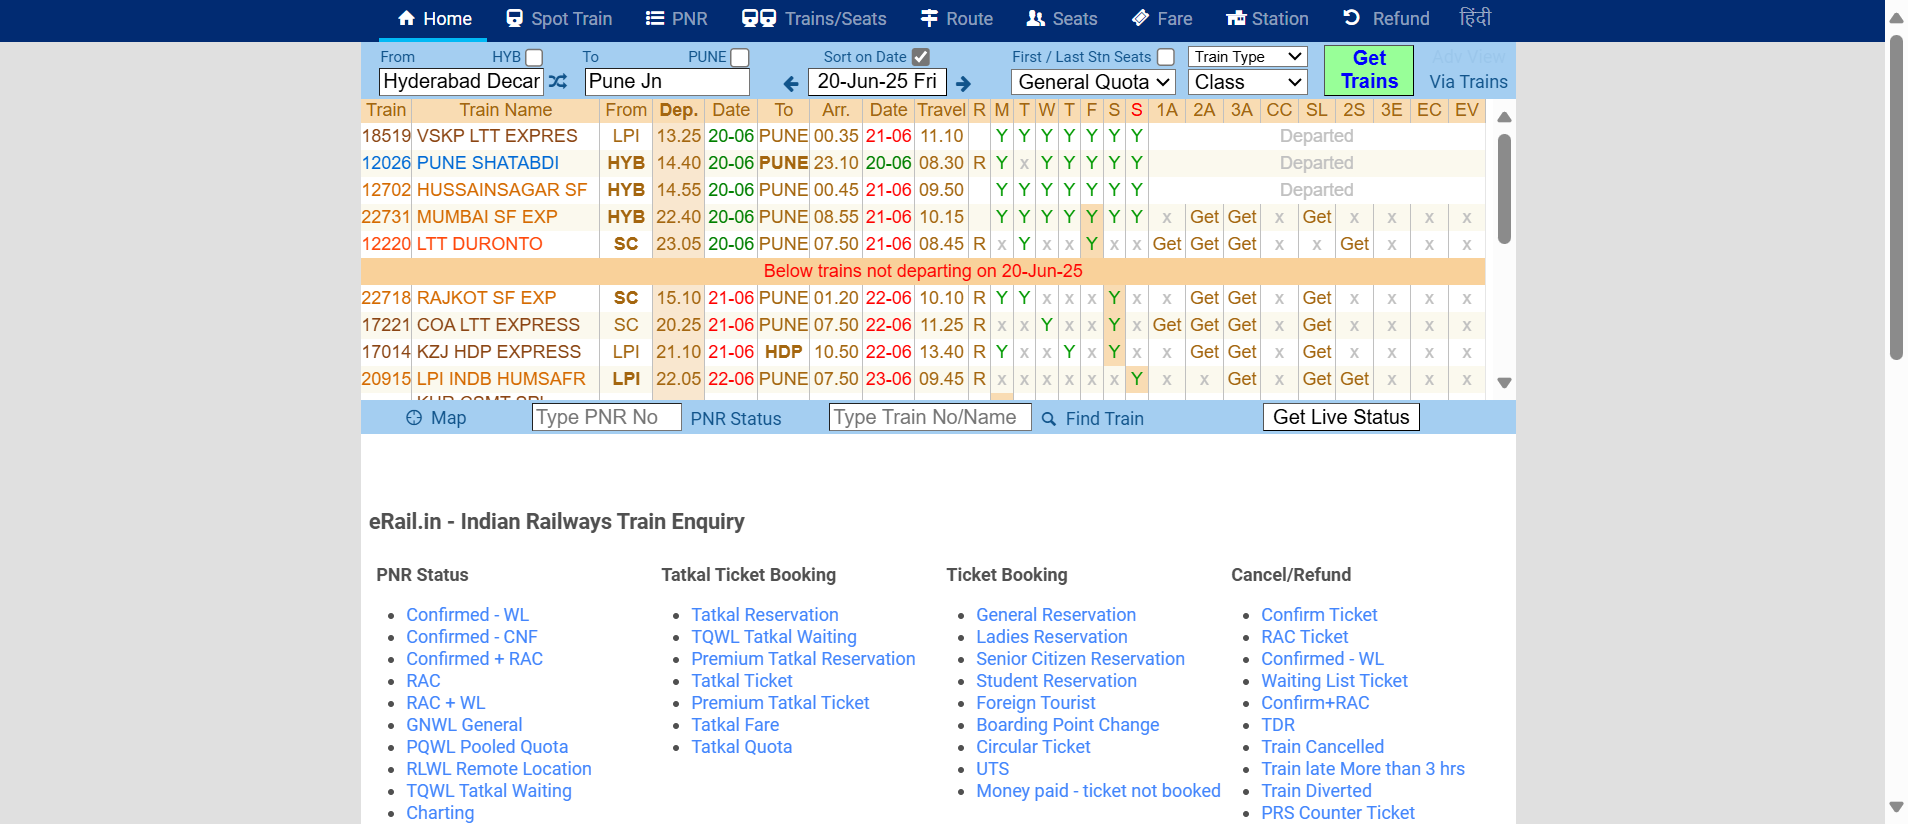 Home Spot Train PNR Trains/Seats Route Seats Fare Station Refund हिंदी
From HYB To PUNE Sort on Date First / Last Stn Seats Train Type Get Trains Adv View
Hyderabad Decar Pune Jn 20-Jun-25 Fri General Quota Class Via Trains
Train Train Name From Dep. Date To Arr. Date Travel R M T W T F S S 1A 2A 3A CC SL 2S 3E EC EV
18519 VSKP LTT EXPRES LPI 13.25 20-06 PUNE 00.35 21-06 11.10 Y Y Y Y Y Y Y Departed
12026 PUNE SHATABDI HYB 14.40 20-06 PUNE 23.10 20-06 08.30 R Y x Y Y Y Y Y Departed
12702 HUSSAINSAGAR SF HYB 14.55 20-06 PUNE 00.45 21-06 09.50 Y Y Y Y Y Y Y Departed
22731 MUMBAI SF EXP HYB 22.40 20-06 PUNE 08.55 21-06 10.15 Y Y Y Y Y Y Y x Get Get x Get x x x x
12220 LTT DURONTO SC 23.05 20-06 PUNE 07.50 21-06 08.45 R x Y x x Y x x Get Get Get x x Get x x x
Below trains not departing on 20-Jun-25
22718 RAJKOT SF EXP SC 15.10 21-06 PUNE 01.20 22-06 10.10 R Y Y x x x Y x x Get Get x Get x x x x
17221 COA LTT EXPRESS SC 20.25 21-06 PUNE 07.50 22-06 11.25 R x x Y x x Y x Get Get Get x Get x x x x
17014 KZJ HDP EXPRESS LPI 21.10 21-06 HDP 10.50 22-06 13.40 R Y x x Y x Y x x Get Get x Get x x x x
20915 LPI INDB HUMSAFR LPI 22.05 22-06 PUNE 07.50 23-06 09.45 R x x x x x x Y x x Get x Get Get x x x
Map Type PNR No PNR Status Type Train No/Name Find Train Get Live Status
eRail.in - Indian Railways Train Enquiry
PNR Status
Confirmed - WL
Confirmed - CNF
Confirmed + RAC
RAC
RAC + WL
GNWL General
PQWL Pooled Quota
RLWL Remote Location
TQWL Tatkal Waiting
Charting
Tatkal Ticket Booking
Tatkal Reservation
TQWL Tatkal Waiting
Premium Tatkal Reservation
Tatkal Ticket
Premium Tatkal Ticket
Tatkal Fare
Tatkal Quota
Ticket Booking
General Reservation
Ladies Reservation
Senior Citizen Reservation
Student Reservation
Foreign Tourist
Boarding Point Change
Circular Ticket
UTS
Money paid - ticket not booked
Cancel/Refund
Confirm Ticket
RAC Ticket
Confirmed - WL
Waiting List Ticket
Confirm+RAC
TDR
Train Cancelled
Train late More than 3 hrs
Train Diverted
PRS Counter Ticket